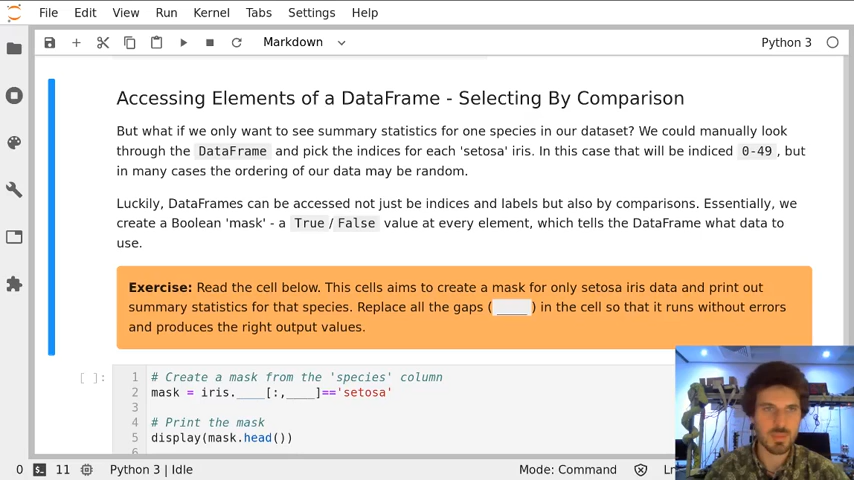 File Edit View Run Kernel Tabs Settings Help
Markdown Python 3
Accessing Elements of a DataFrame - Selecting By Comparison
But what if we only want to see summary statistics for one species in our dataset? We could manually look
through the DataFrame and pick the indices for each 'setosa' iris. In this case that will be indiced 0-49, but
in many cases the ordering of our data may be random.
Luckily, DataFrames can be accessed not just be indices and labels but also by comparisons. Essentially, we
create a Boolean 'mask' - a True/False value at every element, which tells the DataFrame what data to
use.
Exercise: Read the cell below. This cells aims to create a mask for only setosa iris data and print out
summary statistics for that species. Replace all the gaps (____) in the cell so that it runs without errors
and produces the right output values.
[ ]: 1 # Create a mask from the 'species' column
2 mask = iris.____[:,____]=='setosa'
3
4 # Print the mask
5 display(mask.head())
6
0 11 Python 3 | Idle Mode: Command